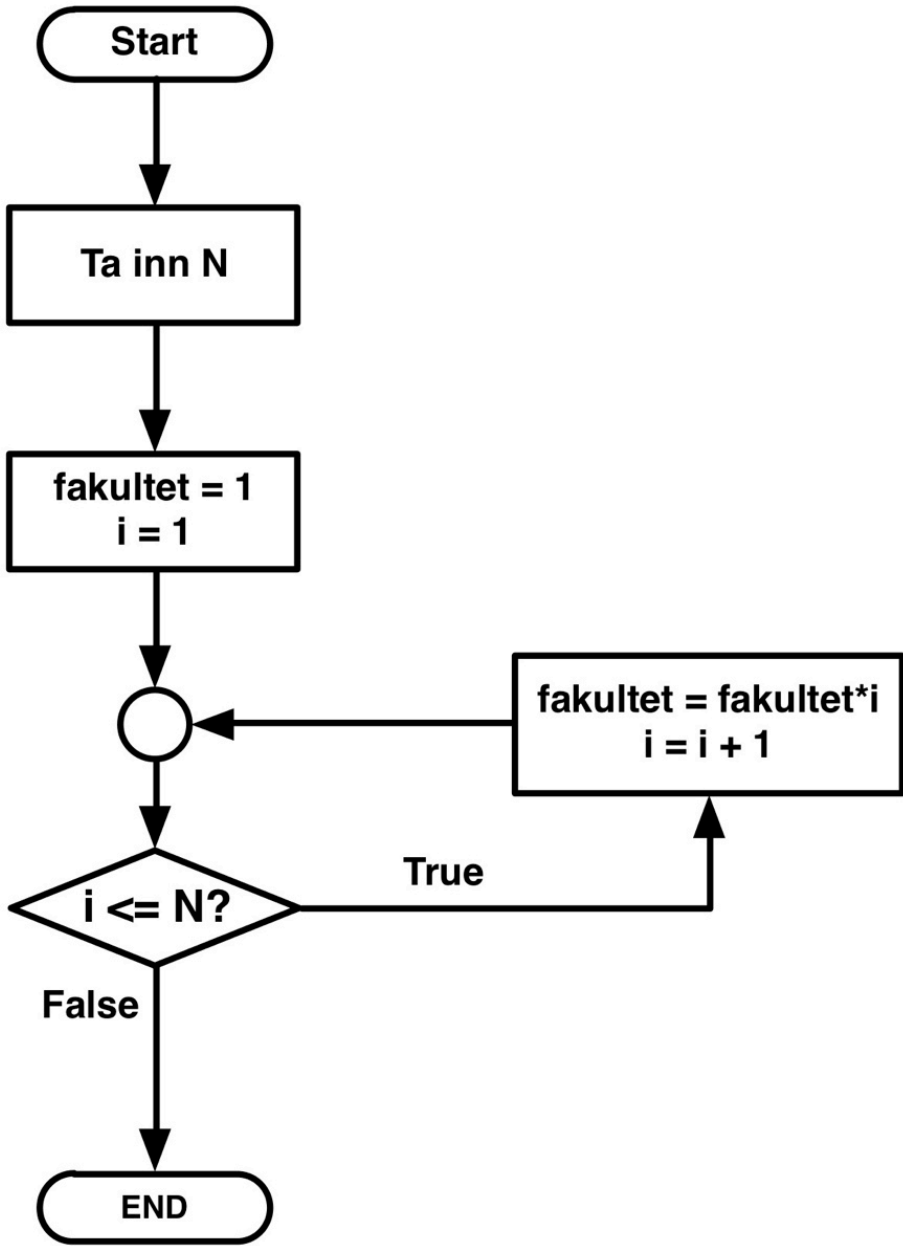 Start
Ta inn N
fakultet = 1
i = 1
fakultet = fakultet*i
i = i + 1
True
i <= N?
False
END